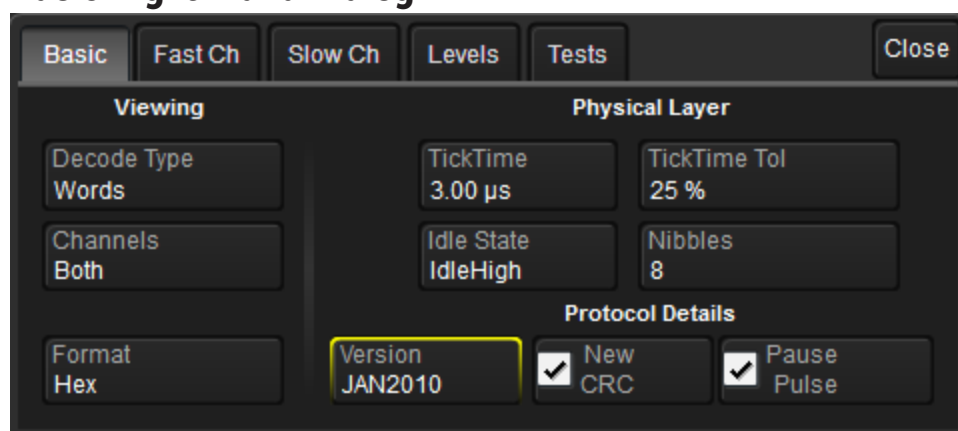 Basic Fast Ch Slow Ch Levels Tests Close
Viewing
Decode Type
Words
Channels
Both
Format
Hex
Physical Layer
TickTime
3.00 µs
TickTime Tol
25 %
Idle State
IdleHigh
Nibbles
8
Protocol Details
Version
JAN2010
New
CRC
Pause
Pulse